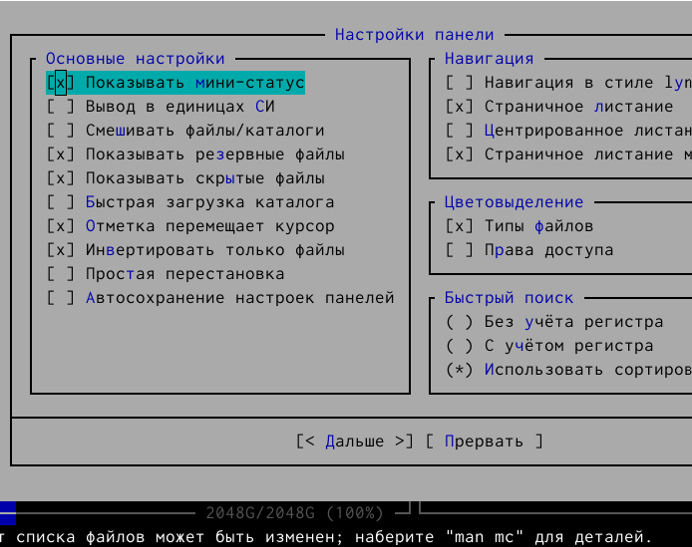 Настройки панели
Основные настройки
[x] Показывать мини-статус
[ ] Вывод в единицах СИ
[ ] Смешивать файлы/каталоги
[x] Показывать резервные файлы
[x] Показывать скрытые файлы
[ ] Быстрая загрузка каталога
[x] Отметка перемещает курсор
[x] Инвертировать только файлы
[ ] Простая перестановка
[ ] Автосохранение настроек панелей
Навигация
[ ] Навигация в стиле lyn
[x] Страничное листание
[ ] Центрированное листан
[x] Страничное листание м
Цветовыделение
[x] Типы файлов
[ ] Права доступа
Быстрый поиск
( ) Без учёта регистра
( ) С учётом регистра
(*) Использовать сортиров
[< Дальше >] [ Прервать ]
2048G/2048G (100%)
т списка файлов может быть изменен; наберите "man mc" для деталей.